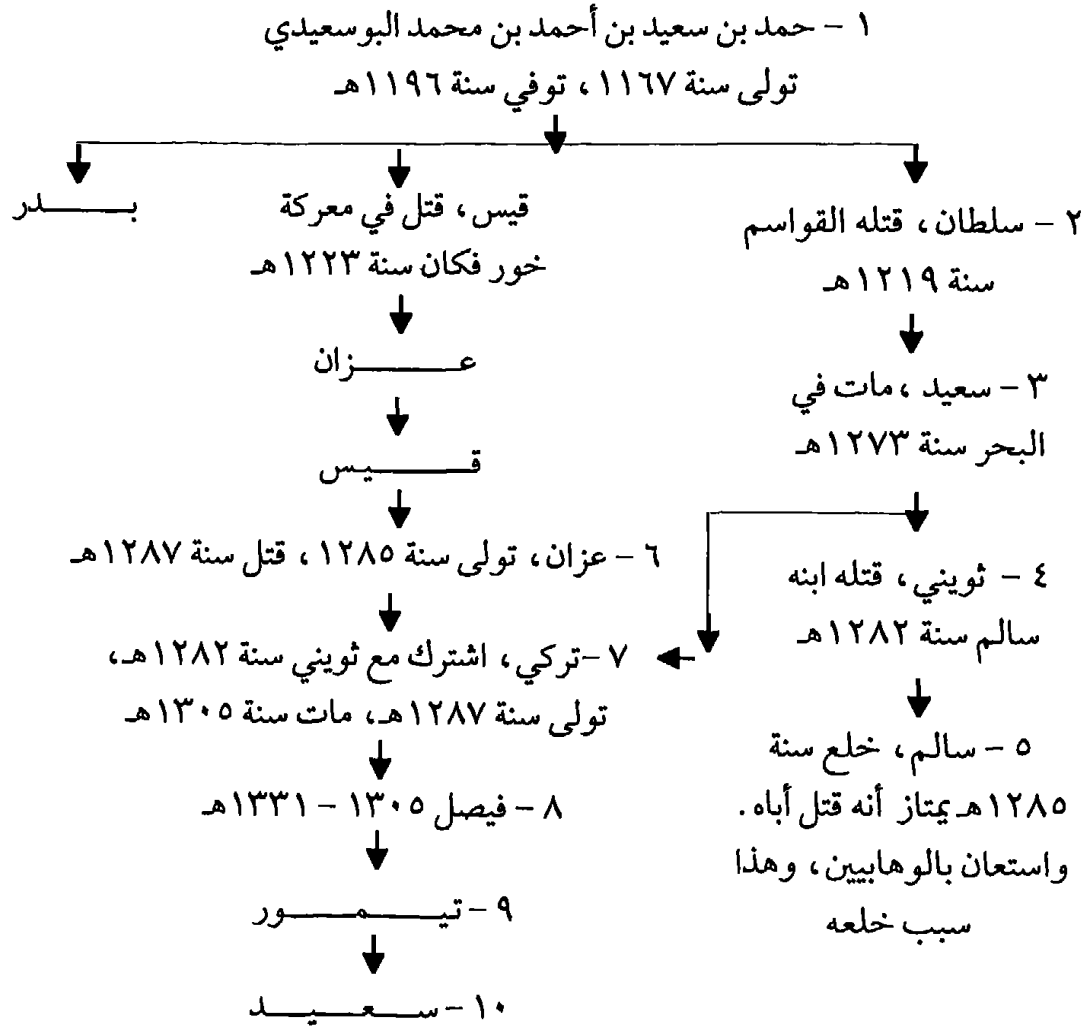 ١ – حمد بن سعيد بن أحمد بن محمد البوسعيدي
تولى سنة ١١٦٧ ، توفي سنة ١١٩٦هـ
٢ – سلطان ، قتله القواسم
سنة ١٢١٩هـ
قيس ، قتل في معركة
خور فكان سنة ١٢٢٣هـ
بـــــدر
عـــــزان
٣ – سعيد ، مات في
البحر سنة ١٢٧٣هـ
قـــــيس
٤ – ثويني ، قتله ابنه
سالم سنة ١٢٨٢هـ
٦ – عزان ، تولى سنة ١٢٨٥ ، قتل سنة ١٢٨٧هـ
٧ –تركي ، اشترك مع ثويني سنة ١٢٨٢هـ ،
تولى سنة ١٢٨٧هـ ، مات سنة ١٣٠٥هـ
٥ – سالم ، خلع سنة
١٢٨٥هـ يمتاز أنه قتل أباه .
واستعان بالوهابيين ، وهذا
سبب خلعه
٨ – فيصل ١٣٠٥ – ١٣٣١هـ
٩ – تيـــمـــور
١٠ – ســـعـــيـــد